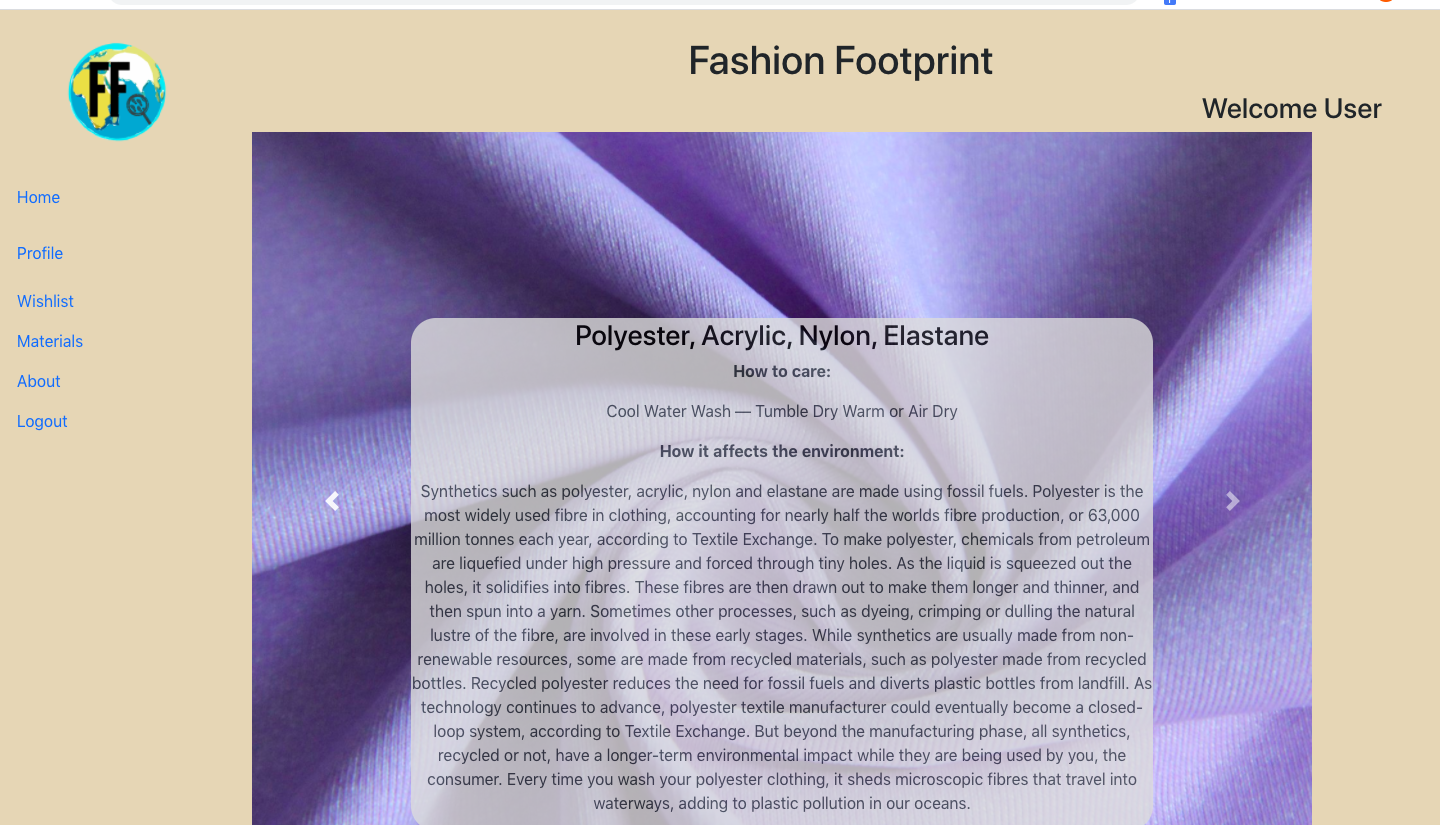 FF
Fashion Footprint
Welcome User
Home
Profile
Wishlist
Materials
About
Logout
Polyester, Acrylic, Nylon, Elastane
How to care:
Cool Water Wash — Tumble Dry Warm or Air Dry
How it affects the environment:
Synthetics such as polyester, acrylic, nylon and elastane are made using fossil fuels. Polyester is the
most widely used fibre in clothing, accounting for nearly half the worlds fibre production, or 63,000
million tonnes each year, according to Textile Exchange. To make polyester, chemicals from petroleum
are liquefied under high pressure and forced through tiny holes. As the liquid is squeezed out the
holes, it solidifies into fibres. These fibres are then drawn out to make them longer and thinner, and
then spun into a yarn. Sometimes other processes, such as dyeing, crimping or dulling the natural
lustre of the fibre, are involved in these early stages. While synthetics are usually made from non-
renewable resources, some are made from recycled materials, such as polyester made from recycled
bottles. Recycled polyester reduces the need for fossil fuels and diverts plastic bottles from landfill. As
technology continues to advance, polyester textile manufacturer could eventually become a closed-
loop system, according to Textile Exchange. But beyond the manufacturing phase, all synthetics,
recycled or not, have a longer-term environmental impact while they are being used by you, the
consumer. Every time you wash your polyester clothing, it sheds microscopic fibres that travel into
waterways, adding to plastic pollution in our oceans.